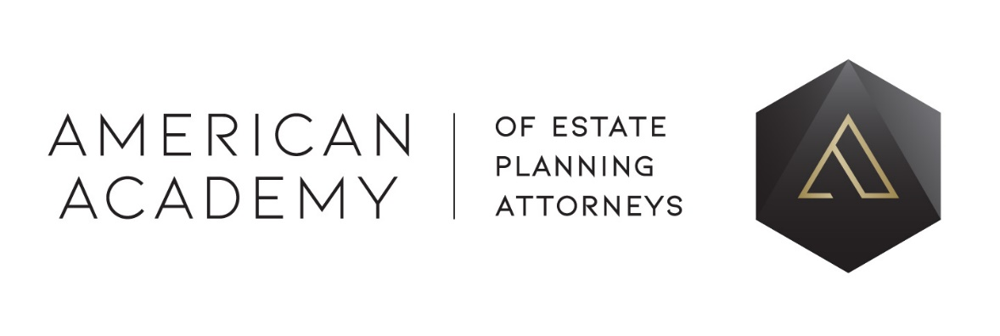 AMERICAN
ACADEMY
OF ESTATE
PLANNING
ATTORNEYS